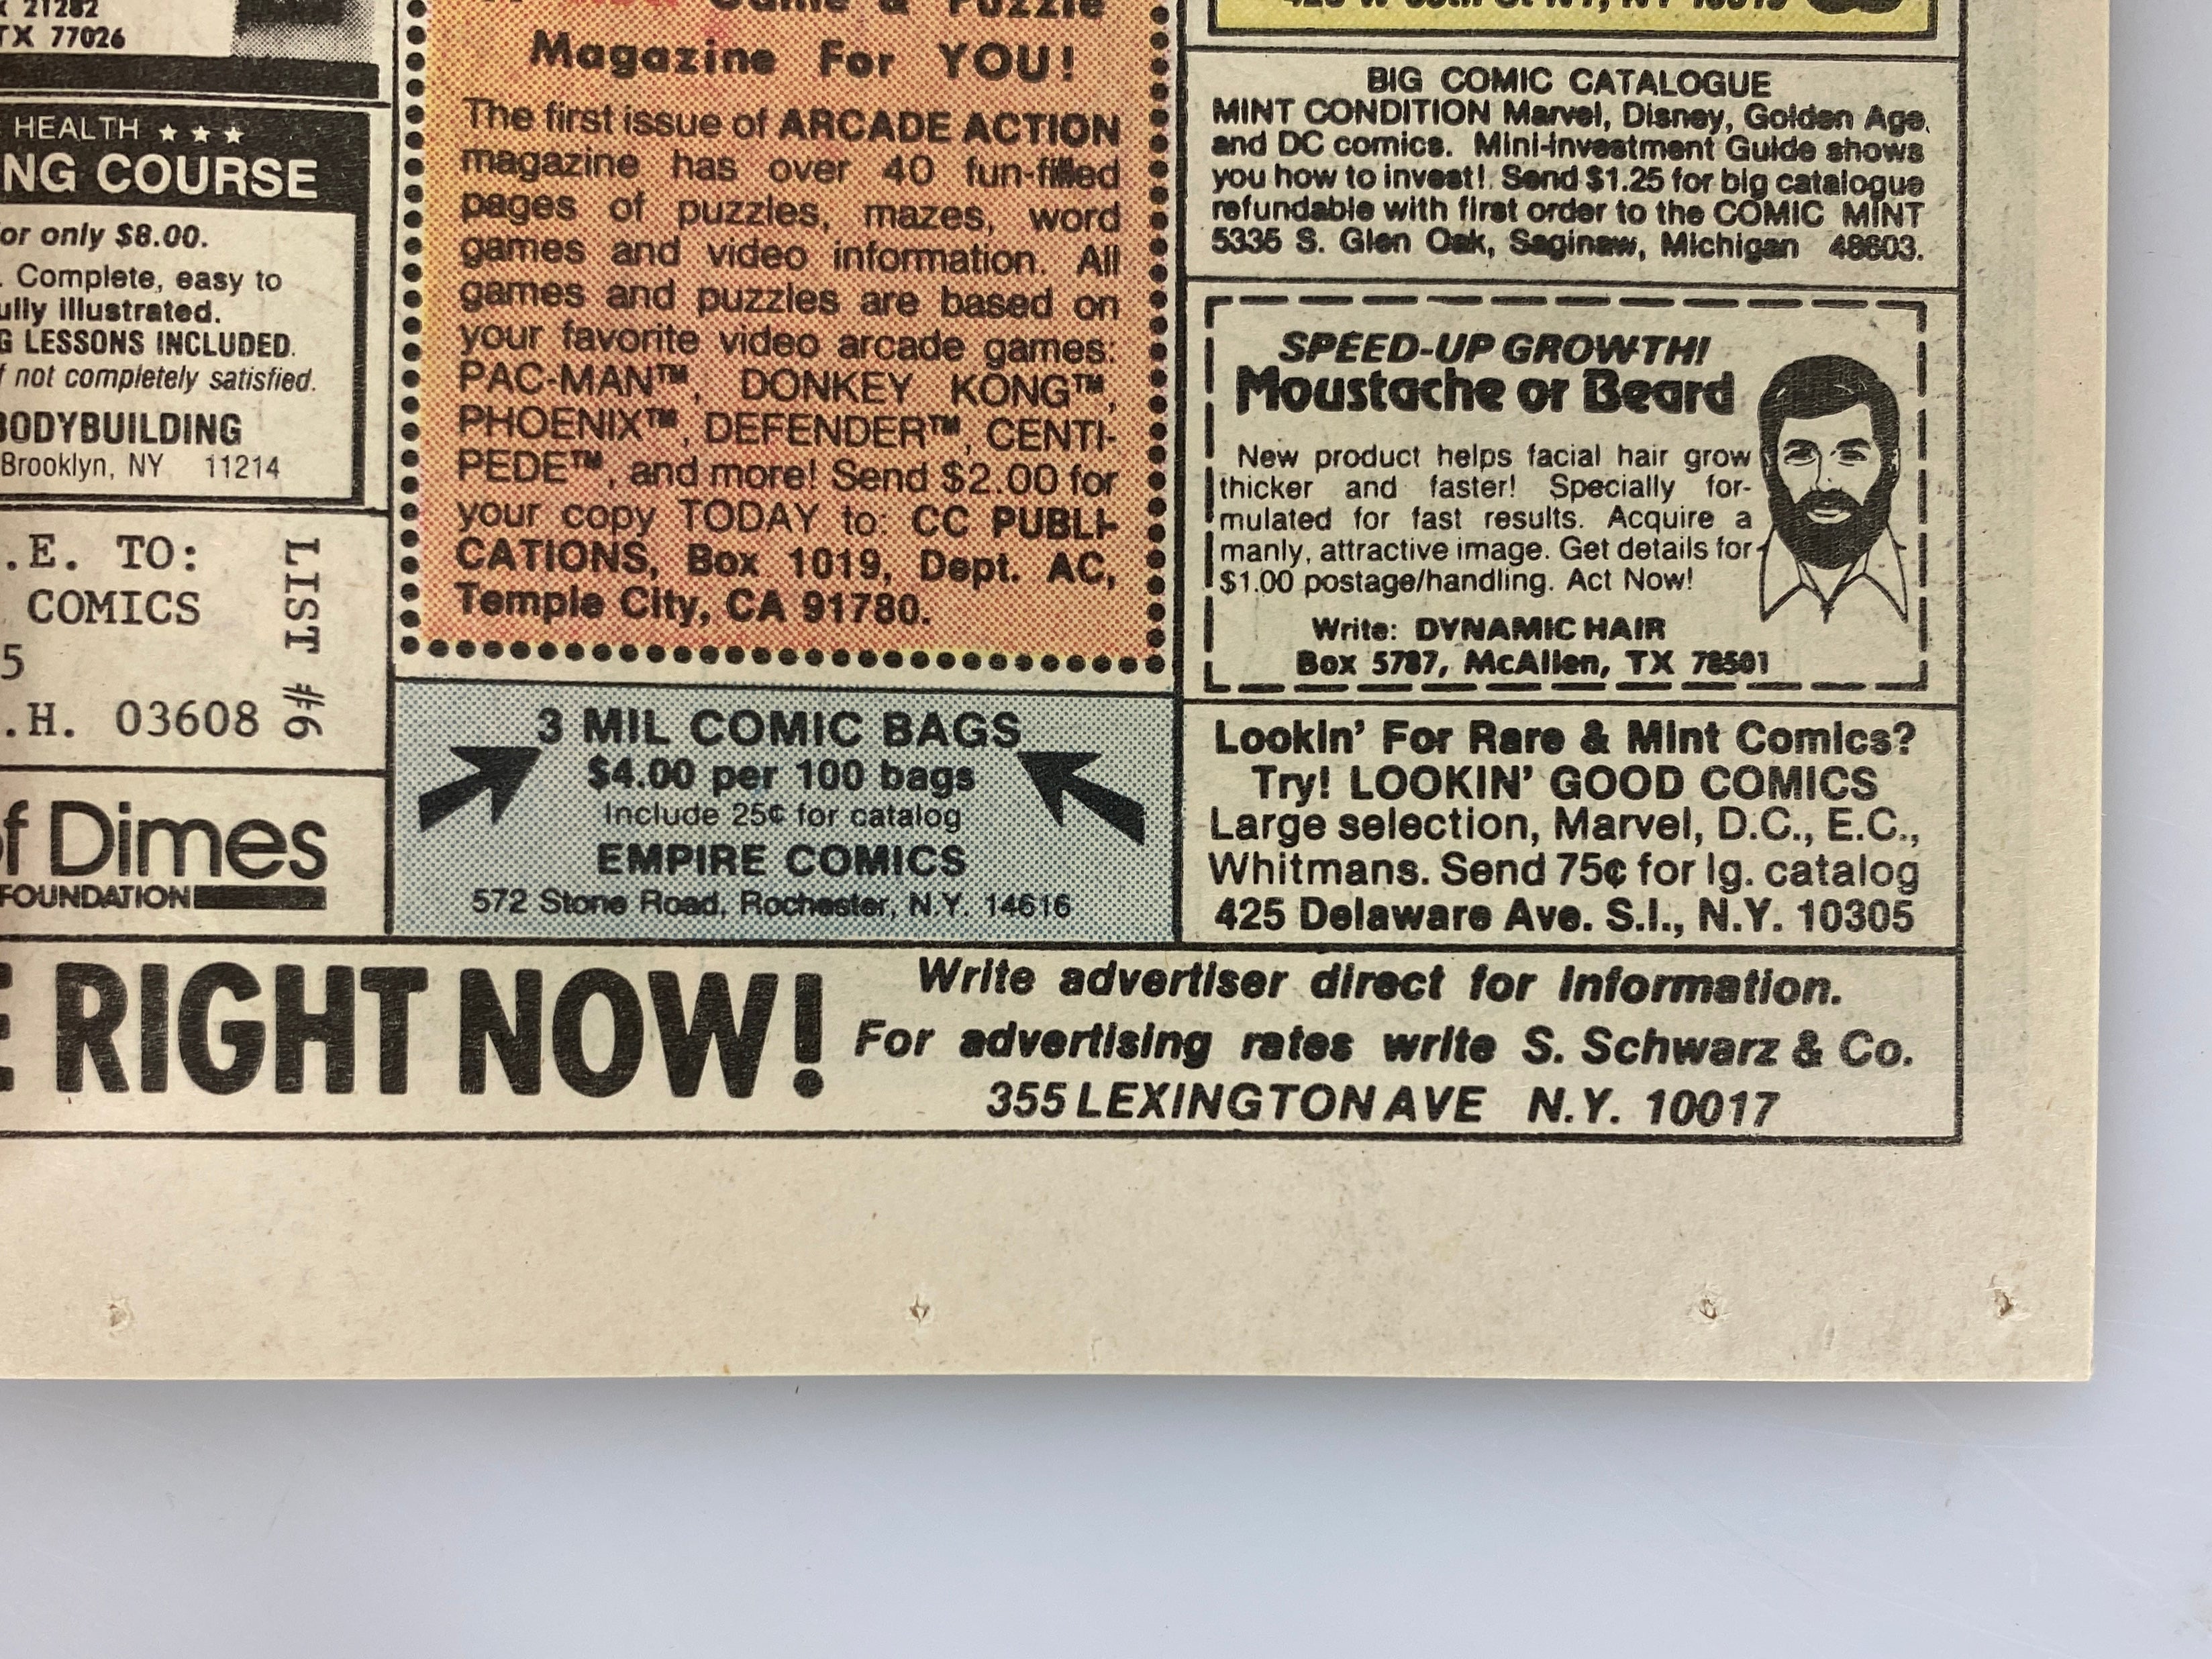 21282
TX 77026
HEALTH ★ ★ ★
NG COURSE
or only $8.00.
. Complete, easy to
ully illustrated.
G LESSONS INCLUDED.
f not completely satisfied.
BODYBUILDING
Brooklyn, NY 11214
.E. TO:
COMICS
5
.H. 03608
LIST #6
of Dimes
FOUNDATION
Game & Puzzle
Magazine For YOU!
The first issue of ARCADE ACTION
magazine has over 40 fun-filled
pages of puzzles, mazes, word
games and video information. All
games and puzzles are based on
your favorite video arcade games:
PAC-MAN™, DONKEY KONG™,
PHOENIX™, DEFENDER™, CENTI-
PEDE™, and more! Send $2.00 for
your copy TODAY to: CC PUBLI-
CATIONS, Box 1019, Dept. AC,
Temple City, CA 91780.
3 MIL COMIC BAGS
$4.00 per 100 bags
Include 25¢ for catalog
EMPIRE COMICS
572 Stone Road, Rochester, N.Y. 14616
BIG COMIC CATALOGUE
MINT CONDITION Marvel, Disney, Golden Age,
and DC comics. Mini-Investment Guide shows
you how to invest! Send $1.25 for big catalogue
refundable with first order to the COMIC MINT
5335 S. Glen Oak, Saginaw, Michigan 48603.
SPEED-UP GROWTH!
Moustache or Beard
New product helps facial hair grow
thicker and faster! Specially for-
mulated for fast results. Acquire a
manly, attractive image. Get details for
$1.00 postage/handling. Act Now!
Write: DYNAMIC HAIR
Box 5787, McAllen, TX 78501
Lookin' For Rare & Mint Comics?
Try! LOOKIN' GOOD COMICS
Large selection, Marvel, D.C., E.C.,
Whitmans. Send 75¢ for lg. catalog
425 Delaware Ave. S.I., N.Y. 10305
E RIGHT NOW!
Write advertiser direct for Information.
For advertising rates write S. Schwarz & Co.
355 LEXINGTON AVE N.Y. 10017